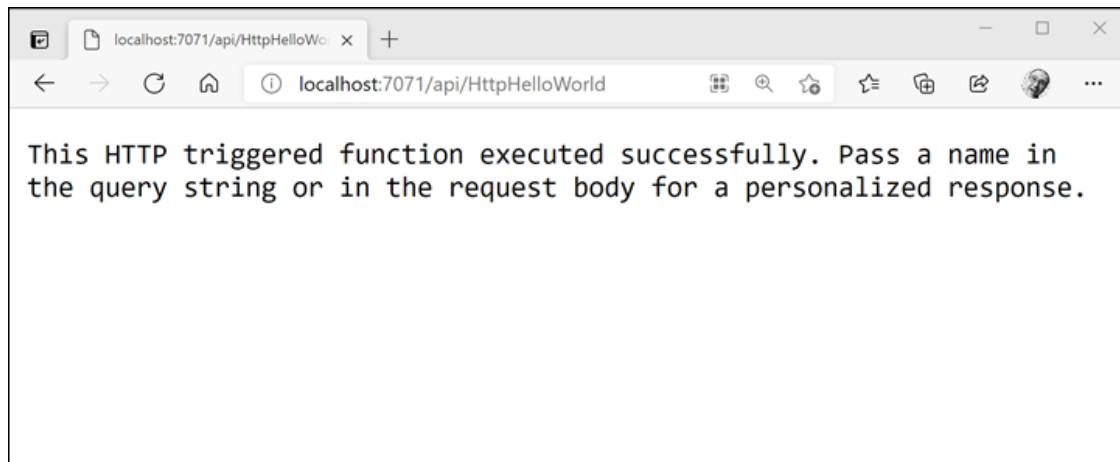 localhost:7071/api/HttpHelloWo
localhost:7071/api/HttpHelloWorld
This HTTP triggered function executed successfully. Pass a name in
the query string or in the request body for a personalized response.